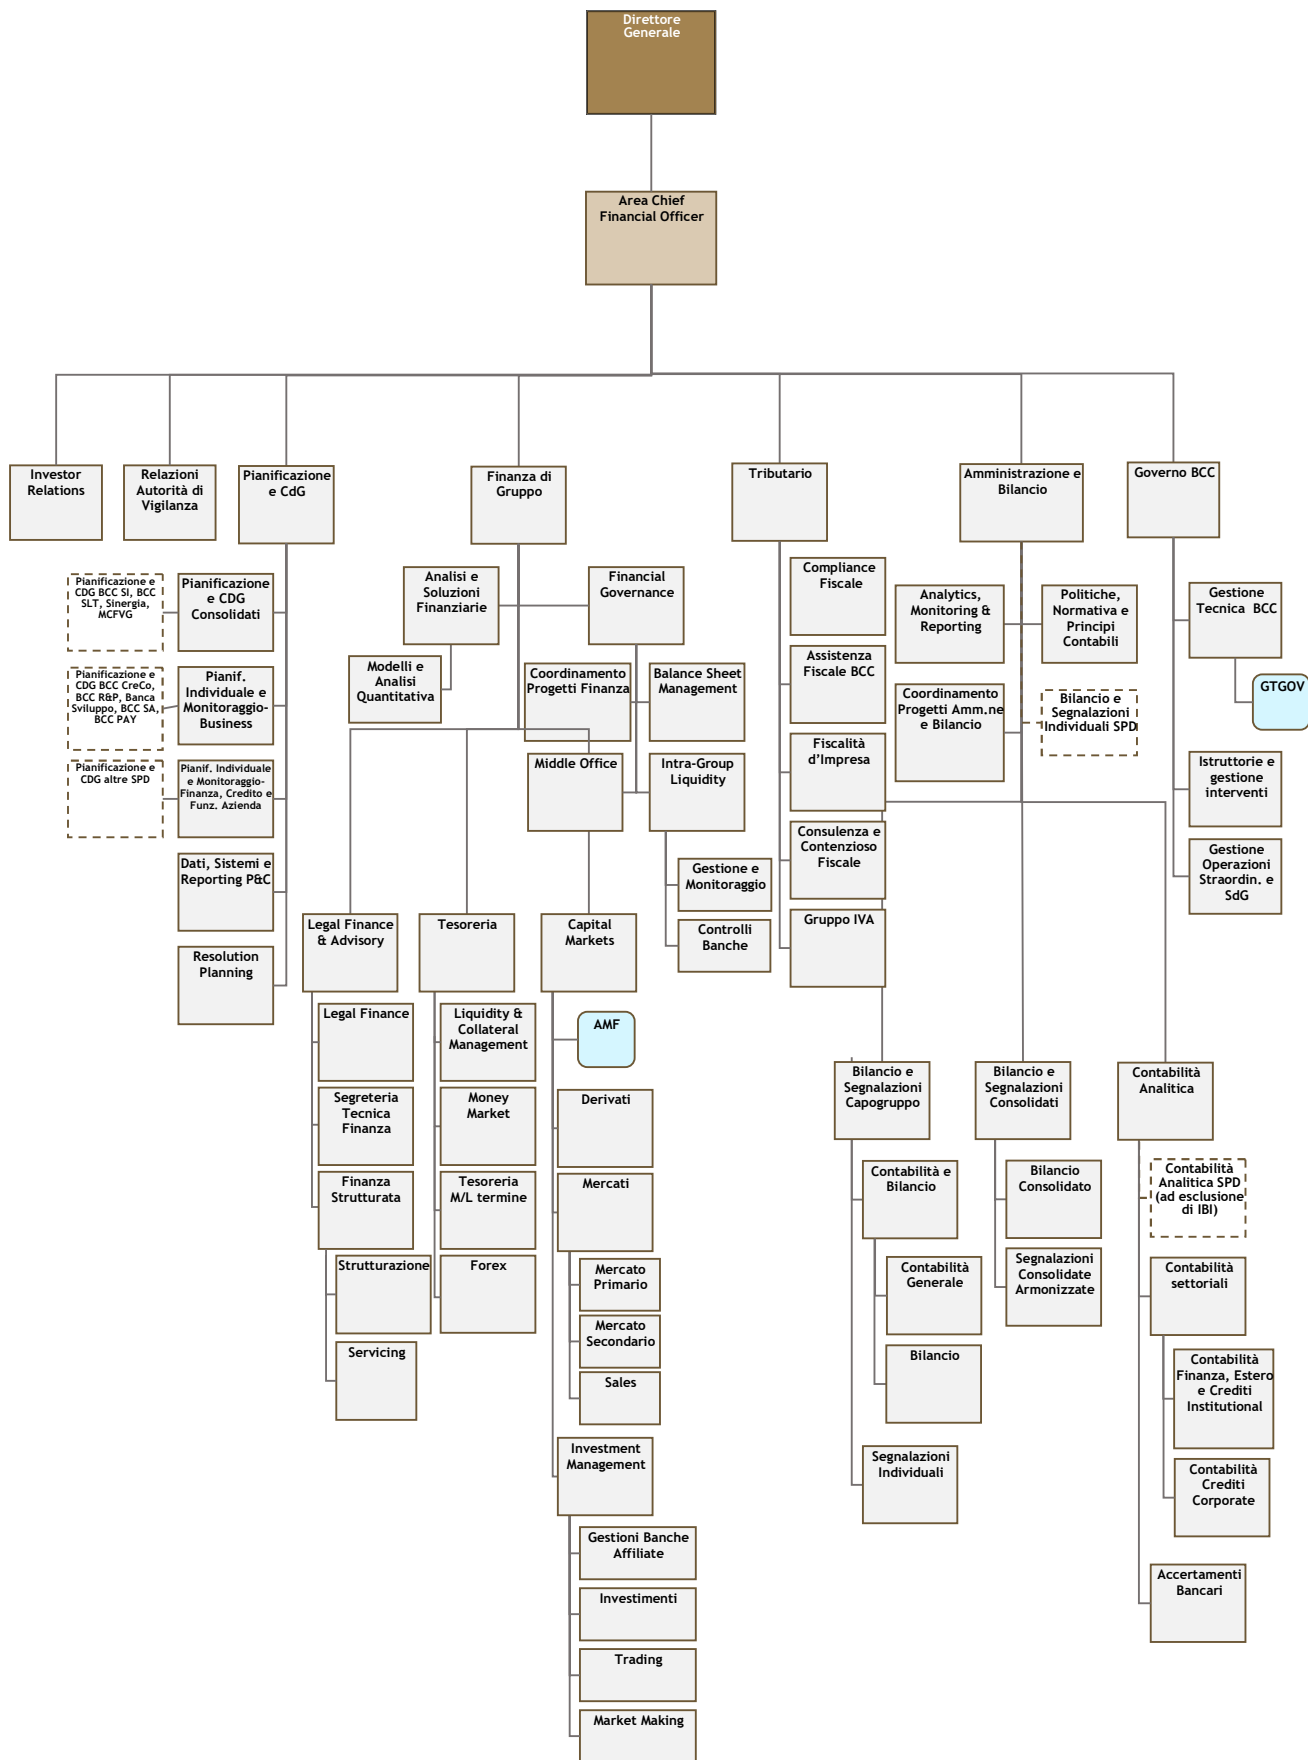 Direttore
Generale
Area Chief
Financial Officer
Investor
Relations
Relazioni
Autorità di
Vigilanza
Pianificazione
e CdG
Finanza di
Gruppo
Tributario
Amministrazione e
Bilancio
Governo BCC
Pianificazione e
CDG BCC SI, BCC
SLT, Sinergia,
MCFVG
Pianificazione
e CDG
Consolidati
Pianificazione e
CDG BCC CreCo,
BCC R&P, Banca
Sviluppo, BCC SA,
BCC PAY
Pianif.
Individuale e
Monitoraggio-
Business
Pianificazione e
CDG altre SPD
Pianif. Individuale
e Monitoraggio-
Finanza, Credito e
Funz. Azienda
Dati, Sistemi e
Reporting P&C
Resolution
Planning
Analisi e
Soluzioni
Finanziarie
Modelli e
Analisi
Quantitativa
Financial
Governance
Coordinamento
Progetti Finanza
Balance Sheet
Management
Middle Office
Intra-Group
Liquidity
Gestione e
Monitoraggio
Controlli
Banche
Legal Finance
& Advisory
Legal Finance
Segreteria
Tecnica
Finanza
Finanza
Strutturata
Strutturazione
Servicing
Tesoreria
Liquidity &
Collateral
Management
Money
Market
Tesoreria
M/L termine
Forex
Capital
Markets
AMF
Derivati
Mercati
Mercato
Primario
Mercato
Secondario
Sales
Investment
Management
Gestioni Banche
Affiliate
Investimenti
Trading
Market Making
Compliance
Fiscale
Assistenza
Fiscale BCC
Fiscalità
d’Impresa
Consulenza e
Contenzioso
Fiscale
Gruppo IVA
Analytics,
Monitoring &
Reporting
Politiche,
Normativa e
Principi
Contabili
Coordinamento
Progetti Amm.ne
e Bilancio
Bilancio e
Segnalazioni
Individuali SPD
Bilancio e
Segnalazioni
Capogruppo
Contabilità e
Bilancio
Contabilità
Generale
Bilancio
Segnalazioni
Individuali
Bilancio e
Segnalazioni
Consolidati
Bilancio
Consolidato
Segnalazioni
Consolidate
Armonizzate
Contabilità
Analitica
Contabilità
Analitica SPD
(ad esclusione
di IBI)
Contabilità
settoriali
Contabilità
Finanza, Estero
e Crediti
Institutional
Contabilità
Crediti
Corporate
Accertamenti
Bancari
Gestione
Tecnica BCC
GTGOV
Istruttorie e
gestione
interventi
Gestione
Operazioni
Straordin. e
SdG